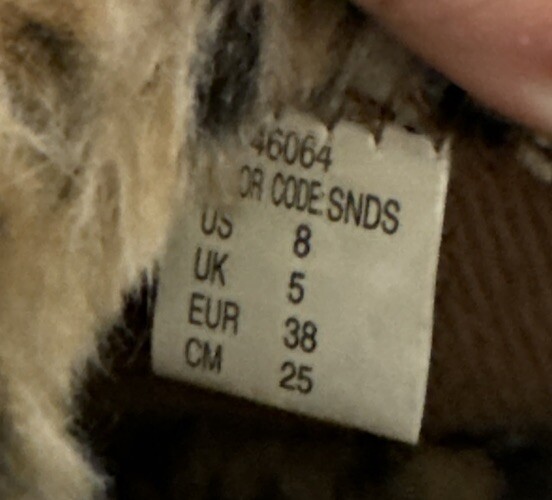 46064
OR CODE:SNDS
US 8
UK 5
EUR 38
CM 25